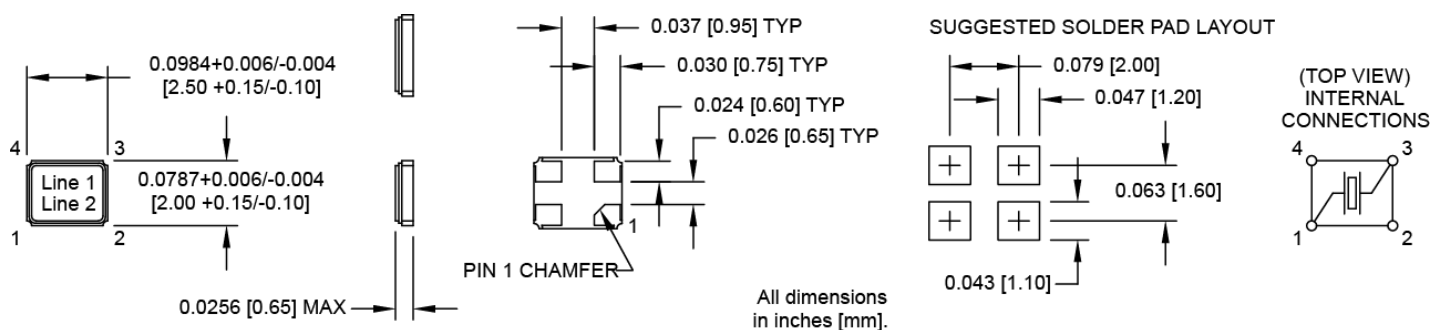 0.0984+0.006/-0.004
[2.50 +0.15/-0.10]
4
3
Line 1
Line 2
1
2
0.0787+0.006/-0.004
[2.00 +0.15/-0.10]
0.0256 [0.65] MAX
0.037 [0.95] TYP
0.030 [0.75] TYP
0.024 [0.60] TYP
0.026 [0.65] TYP
1
PIN 1 CHAMFER
All dimensions
in inches [mm].
SUGGESTED SOLDER PAD LAYOUT
0.079 [2.00]
0.047 [1.20]
0.063 [1.60]
0.043 [1.10]
(TOP VIEW)
INTERNAL
CONNECTIONS
4
3
1
2